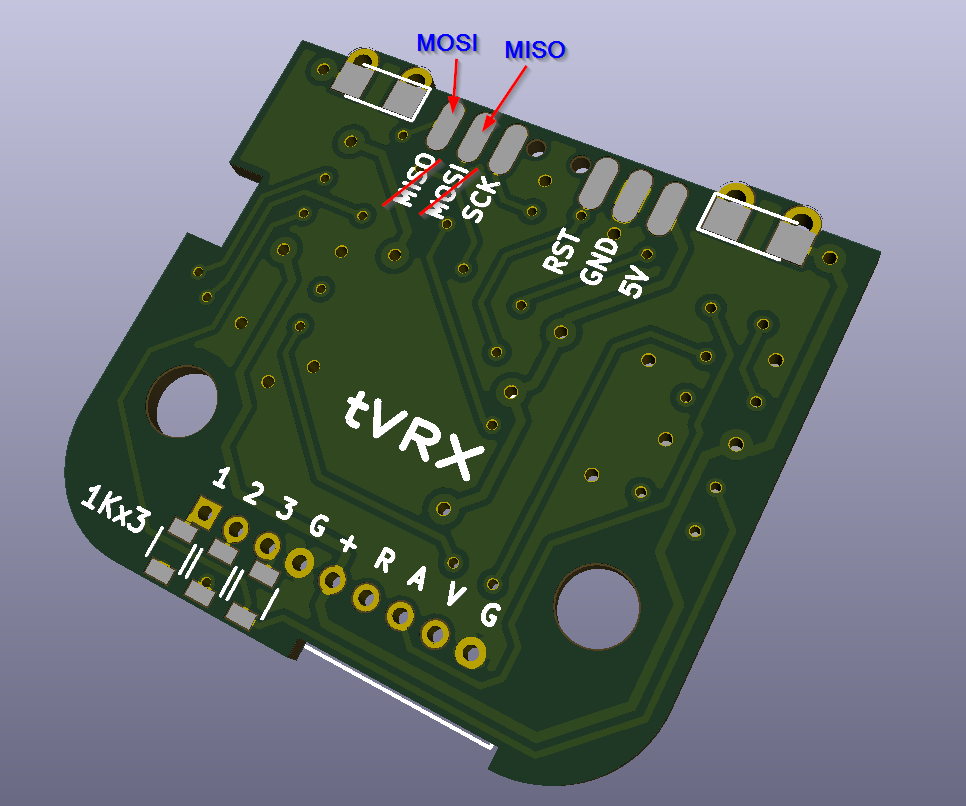 MOSI
MISO
MISO
MOSI
SCK
RST
GND
5V
tVRX
1Kx3
1 2 3 G + R A V G